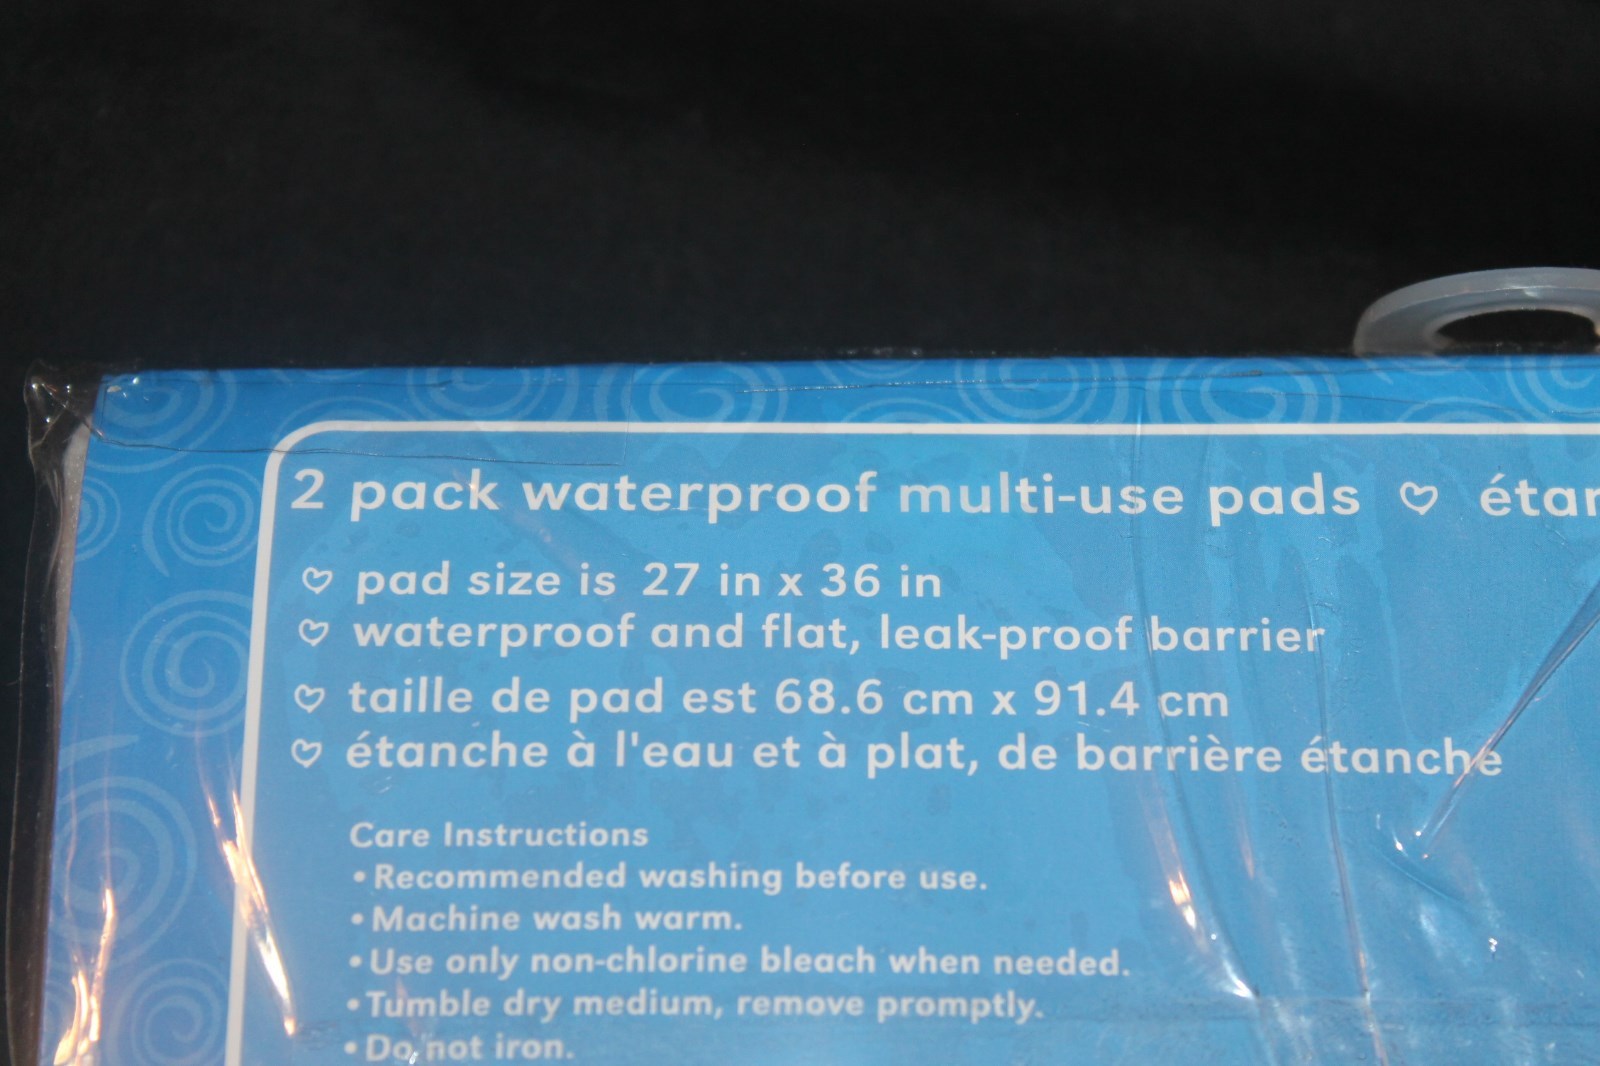 2 pack waterproof multi-use pads ♡ étan
♡ pad size is 27 in x 36 in
♡ waterproof and flat, leak-proof barrier
♡ taille de pad est 68.6 cm x 91.4 cm
♡ étanche à l'eau et à plat, de barrière étanche
Care Instructions
•Recommended washing before use.
•Machine wash warm.
•Use only non-chlorine bleach when needed.
•Tumble dry medium, remove promptly.
•Do not iron.